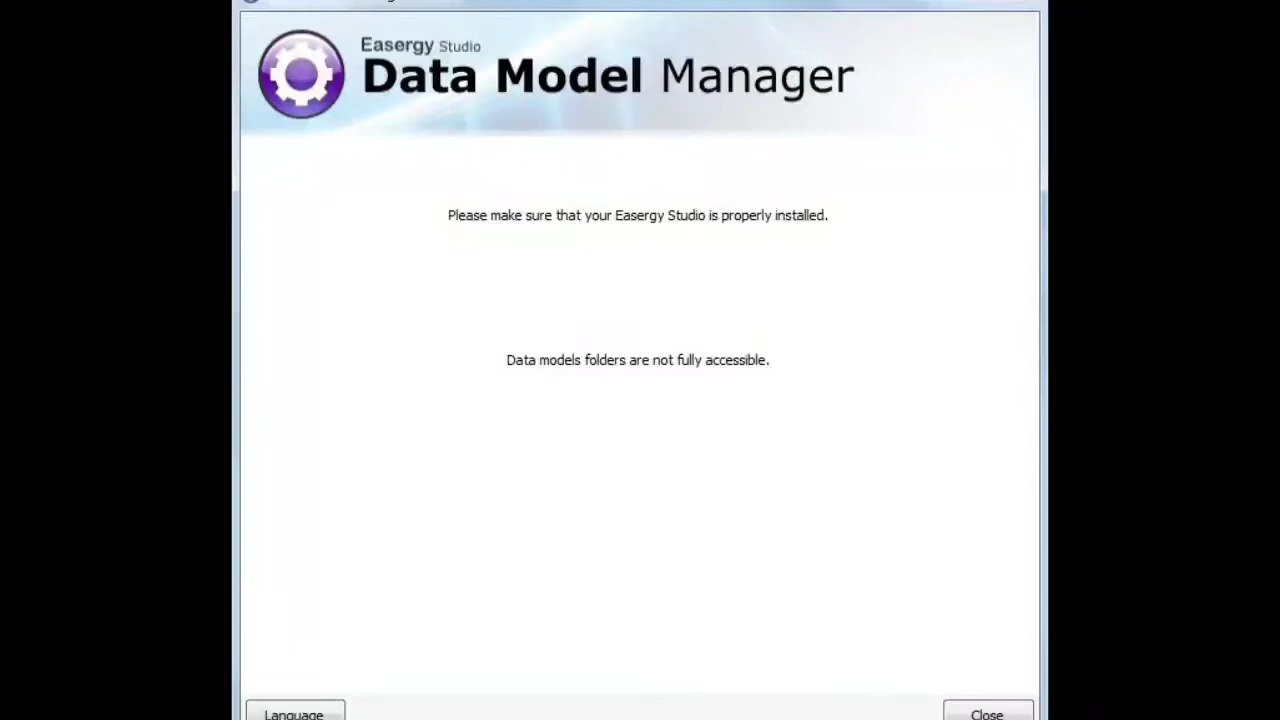 Easergy Studio
Data Model Manager
Please make sure that your Easergy Studio is properly installed.
Data models folders are not fully accessible.
Language
Close